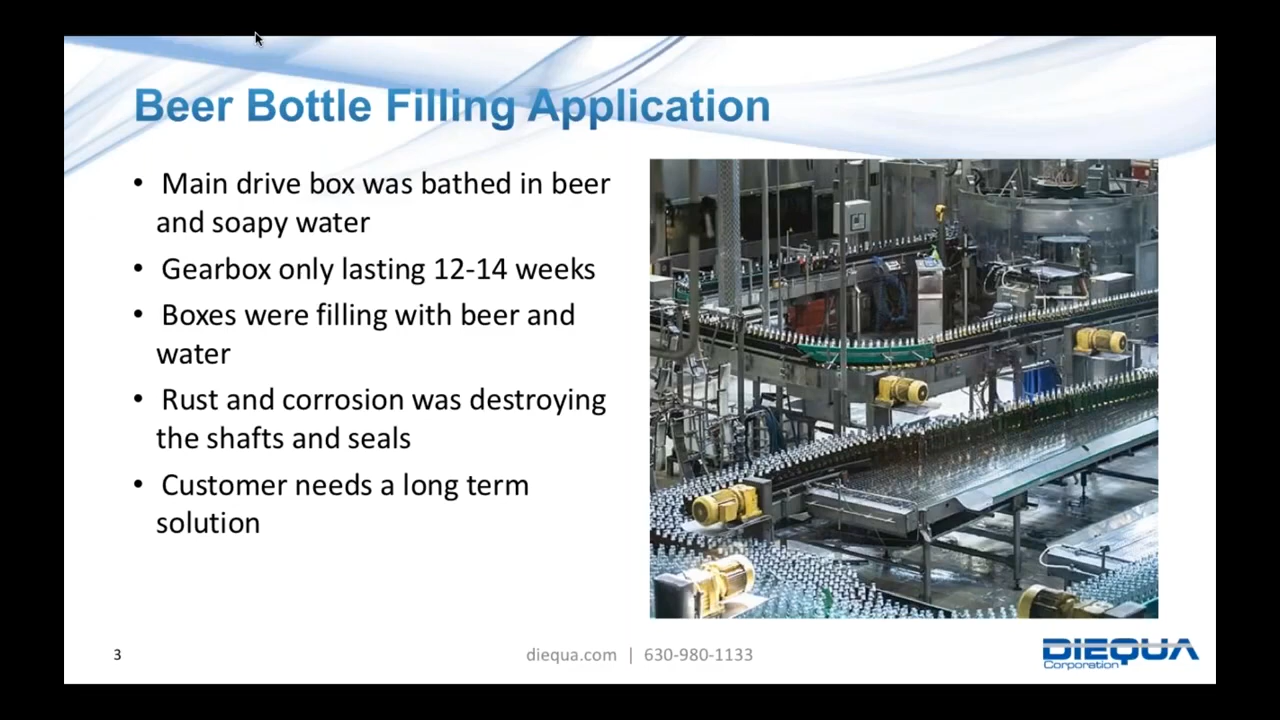 Beer Bottle Filling Application
• Main drive box was bathed in beer
and soapy water
• Gearbox only lasting 12-14 weeks
• Boxes were filling with beer and
water
• Rust and corrosion was destroying
the shafts and seals
• Customer needs a long term
solution
3
diequa.com | 630-980-1133
DIEQUA
Corporation